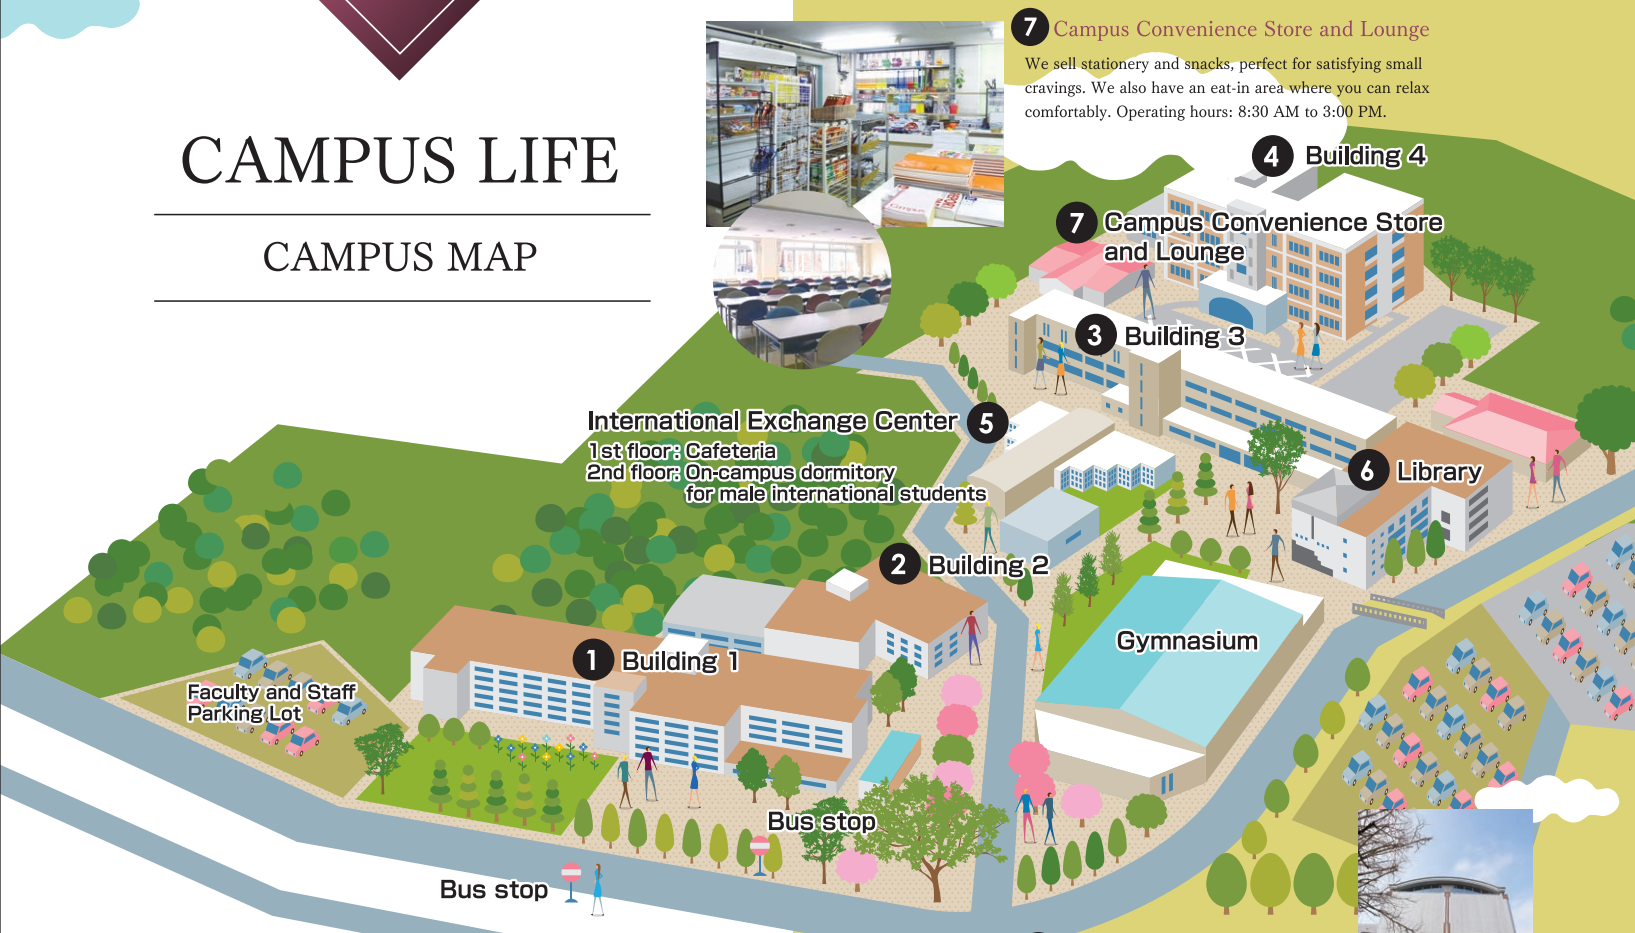 CAMPUS LIFE
CAMPUS MAP
7 Campus Convenience Store and Lounge
We sell stationery and snacks, perfect for satisfying small
cravings. We also have an eat-in area where you can relax
comfortably. Operating hours: 8:30 AM to 3:00 PM.
4 Building 4
7 Campus Convenience Store
and Lounge
3 Building 3
International Exchange Center 5
1st floor: Cafeteria
2nd floor: On-campus dormitory
for male international students
6 Library
2 Building 2
Gymnasium
1 Building 1
Faculty and Staff
Parking Lot
Bus stop
Bus stop